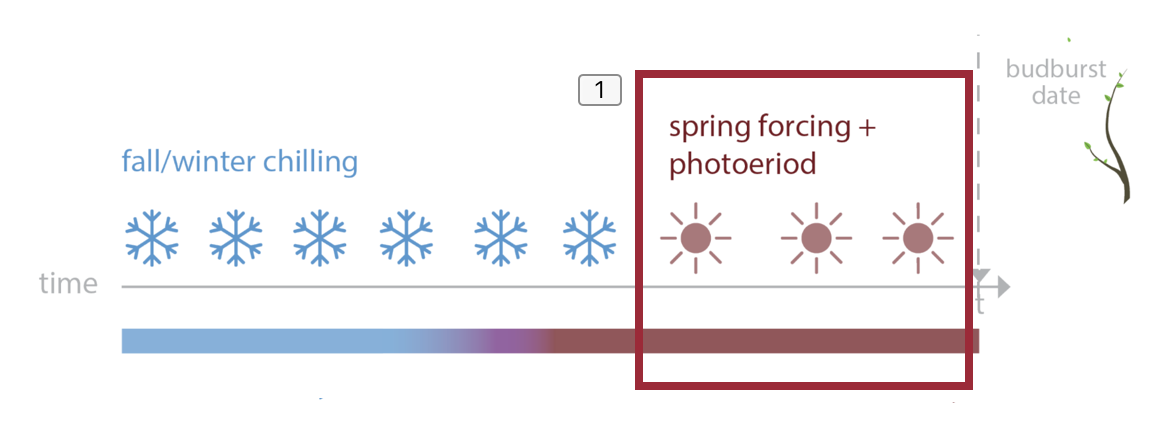 budburst
date
1
spring forcing +
photoeriod
fall/winter chilling
time
t